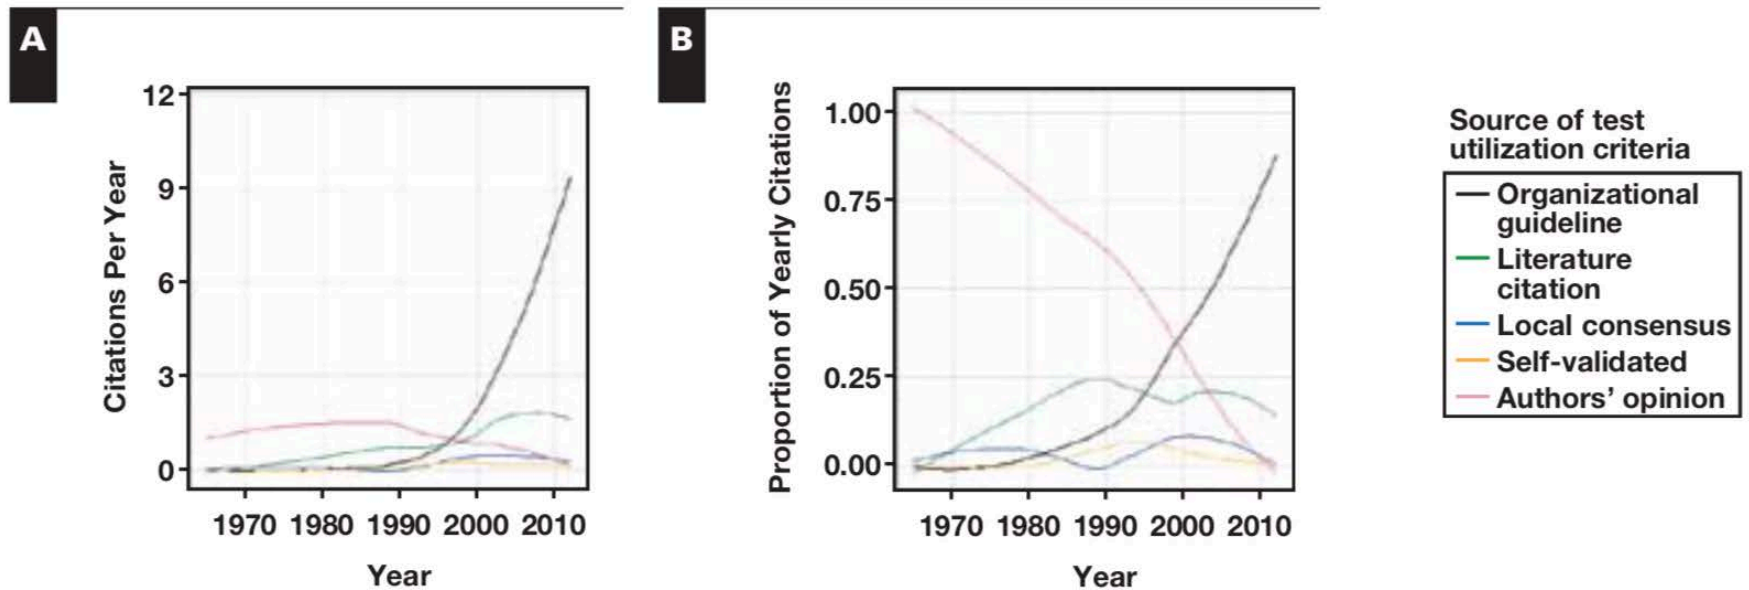 A
Citations Per Year
12
9
6
3
0
1970 1980 1990 2000 2010
Year
B
Proportion of Yearly Citations
1.00
0.75
0.50
0.25
0.00
1970 1980 1990 2000 2010
Year
Source of test
utilization criteria
Organizational
guideline
Literature
citation
Local consensus
Self-validated
Authors’ opinion